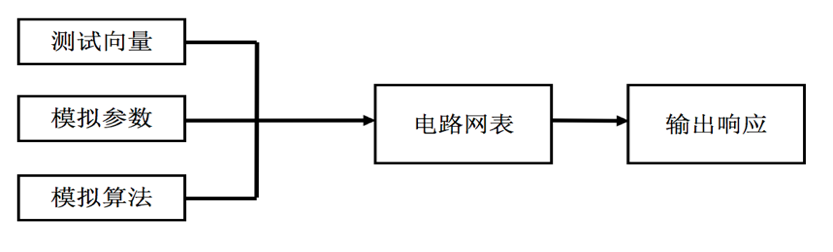 测试向量
模拟参数
模拟算法
电路网表
输出响应